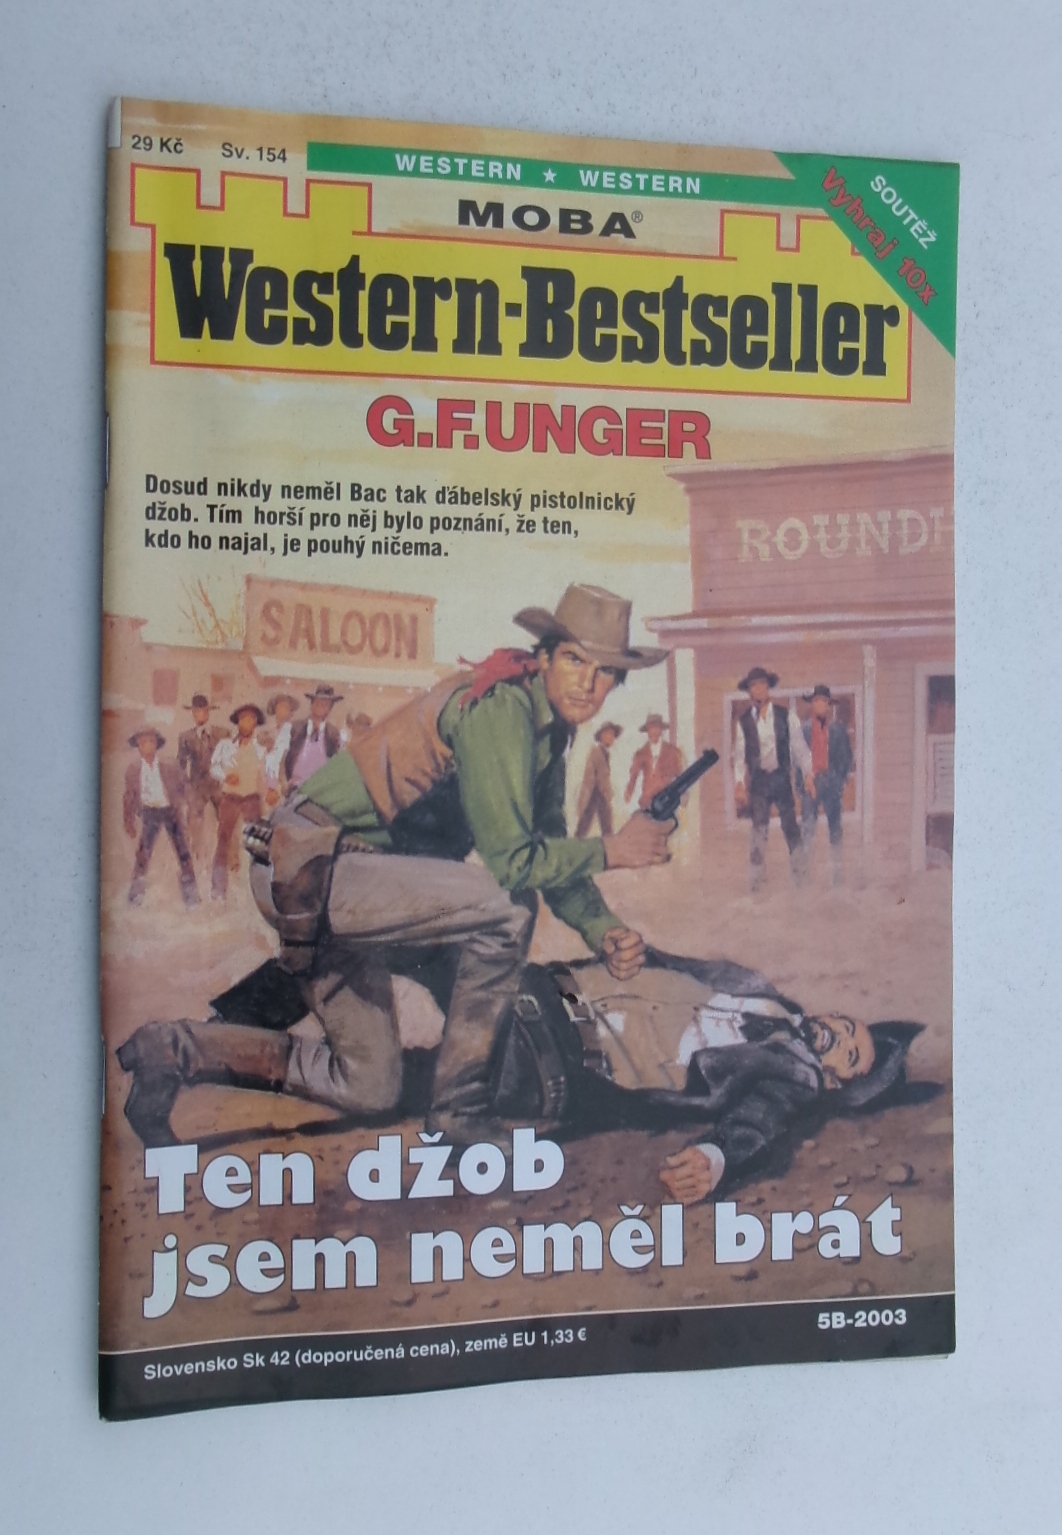 29 Kč Sv. 154
WESTERN ★ WESTERN
SOUTĚŽ
Vyhraj 10x
MOBA®
Western-Bestseller
G.F. UNGER
Dosud nikdy neměl Bac tak ďábelský pistolnický
džob. Tím horší pro něj bylo poznání, že ten,
kdo ho najal, je pouhý ničema.
ROUNDH
SALOON
Ten džob
jsem neměl brát
5B-2003
Slovensko Sk 42 (doporučená cena), země EU 1,33 €